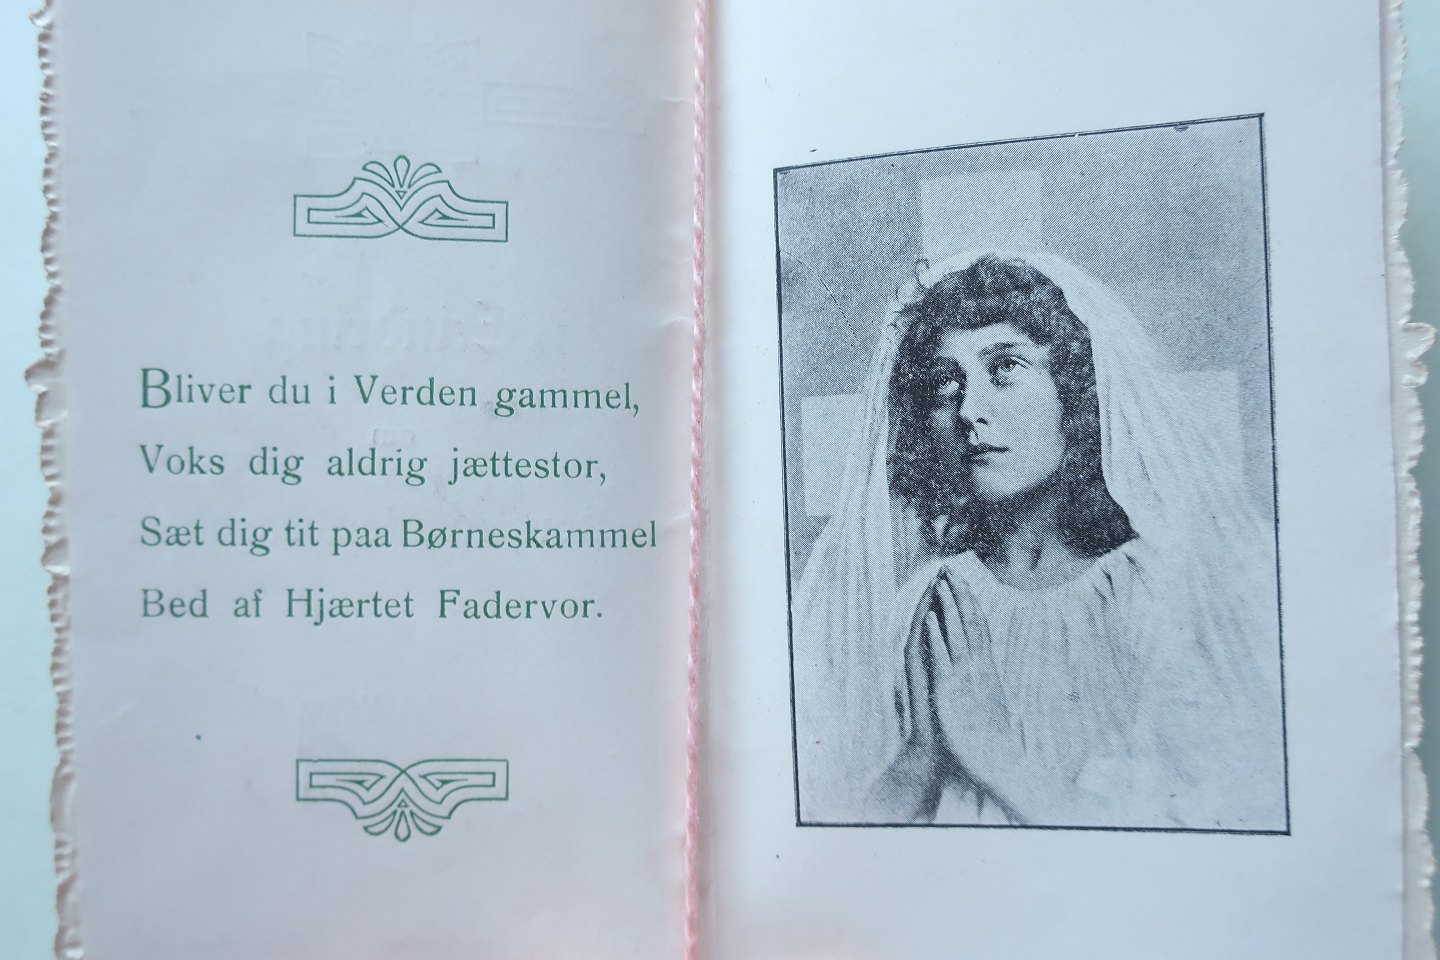 Bliver du i Verden gammel,
Voks dig aldrig jættestor,
Sæt dig tit paa Børneskammel
Bed af Hjærtet Fadervor.